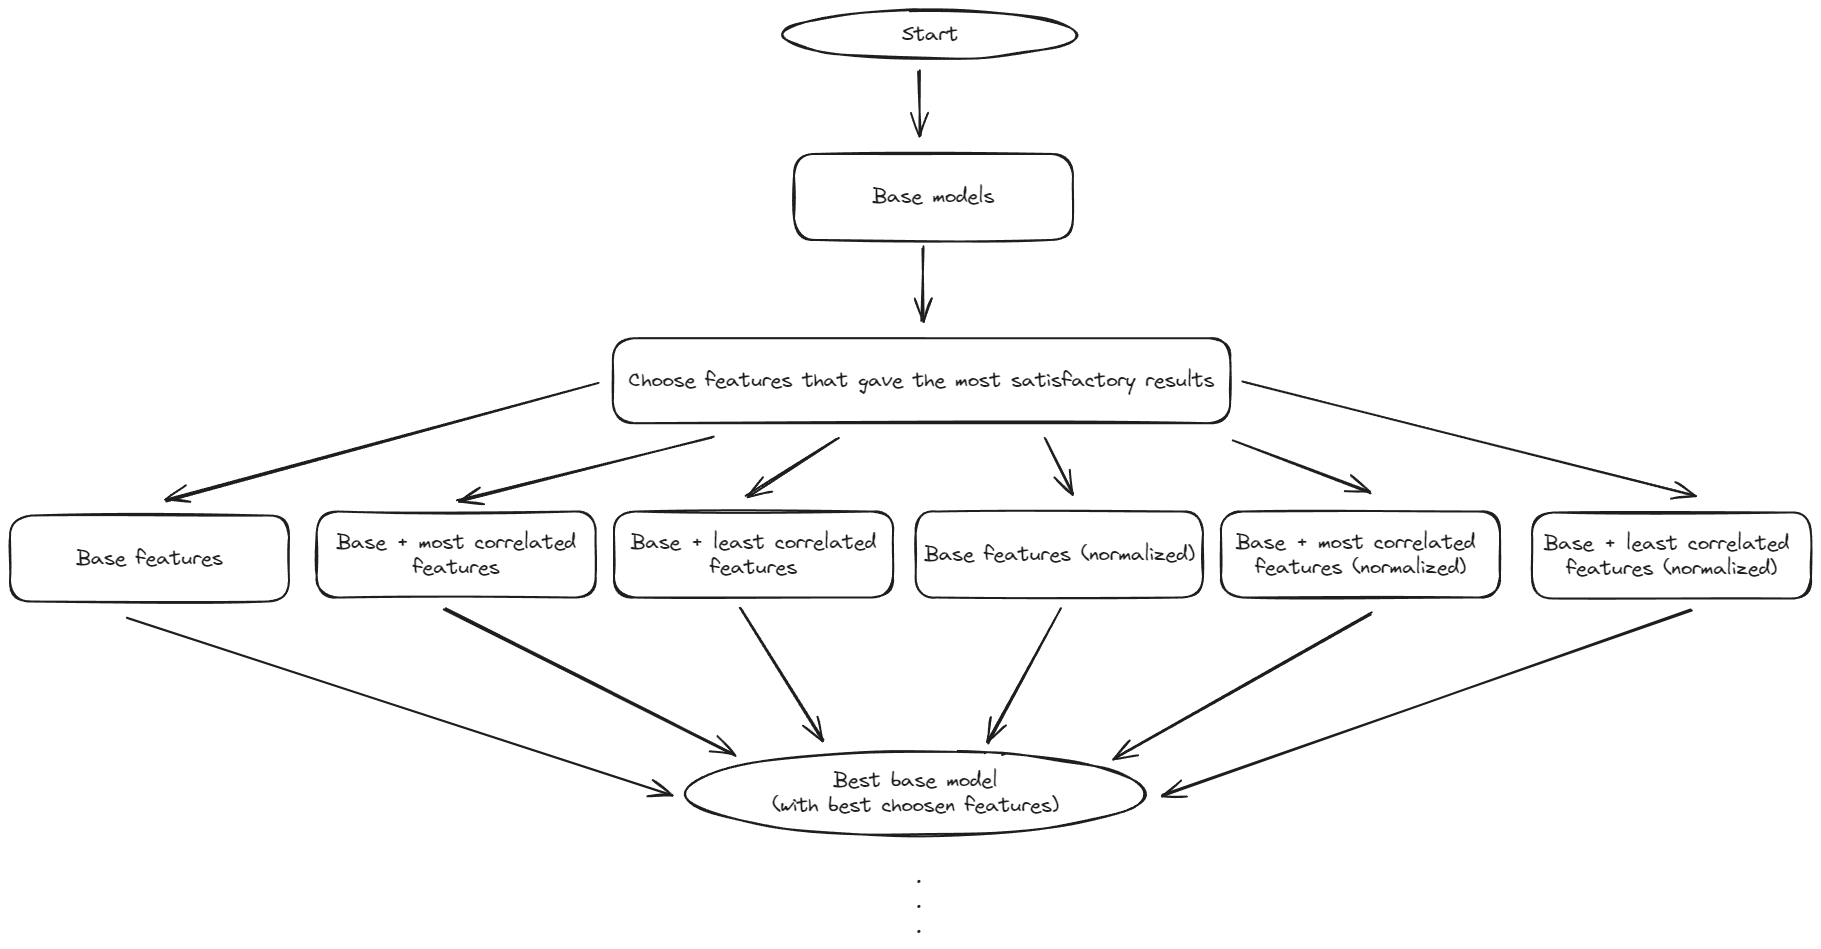 Start
Base models
Choose features that gave the most satisfactory results
Base features
Base + most correlated
features
Base + least correlated
features
Base features (normalized)
Base + most correlated
features (normalized)
Base + least correlated
features (normalized)
Best base model
(with best choosen features)
.
.
.